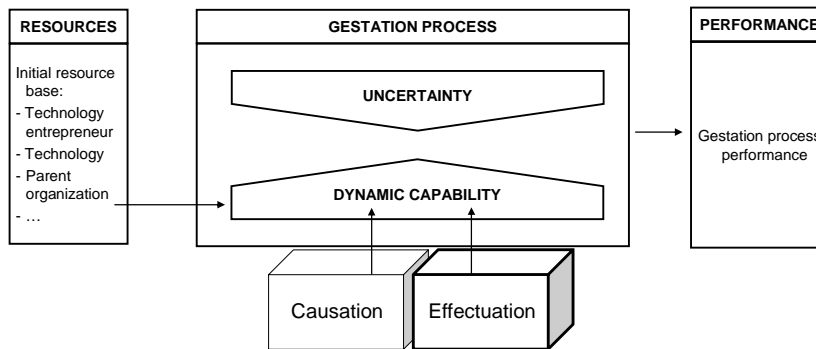 RESOURCES
Initial resource
base:
- Technology
entrepreneur
- Technology
- Parent
organization
- ...
GESTATION PROCESS
UNCERTAINTY
DYNAMIC CAPABILITY
Causation
Effectuation
PERFORMANCE
Gestation process
performance